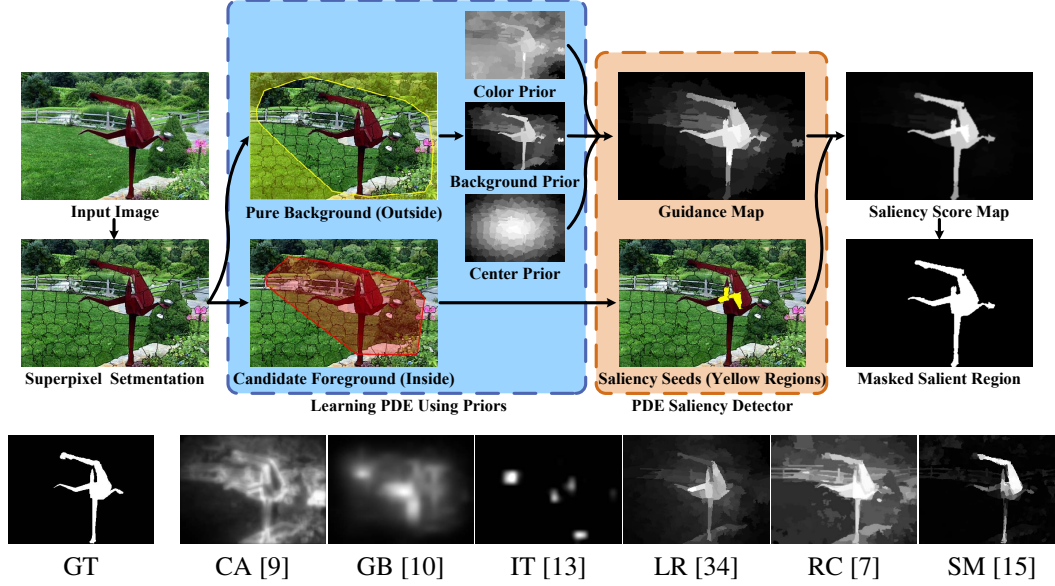 Color Prior
Input Image
Pure Background (Outside)
Background Prior
Guidance Map
Saliency Score Map
Center Prior
Superpixel Setmentation
Candidate Foreground (Inside)
Saliency Seeds (Yellow Regions)
Masked Salient Region
Learning PDE Using Priors
PDE Saliency Detector
GT
CA [9]
GB [10]
IT [13]
LR [34]
RC [7]
SM [15]